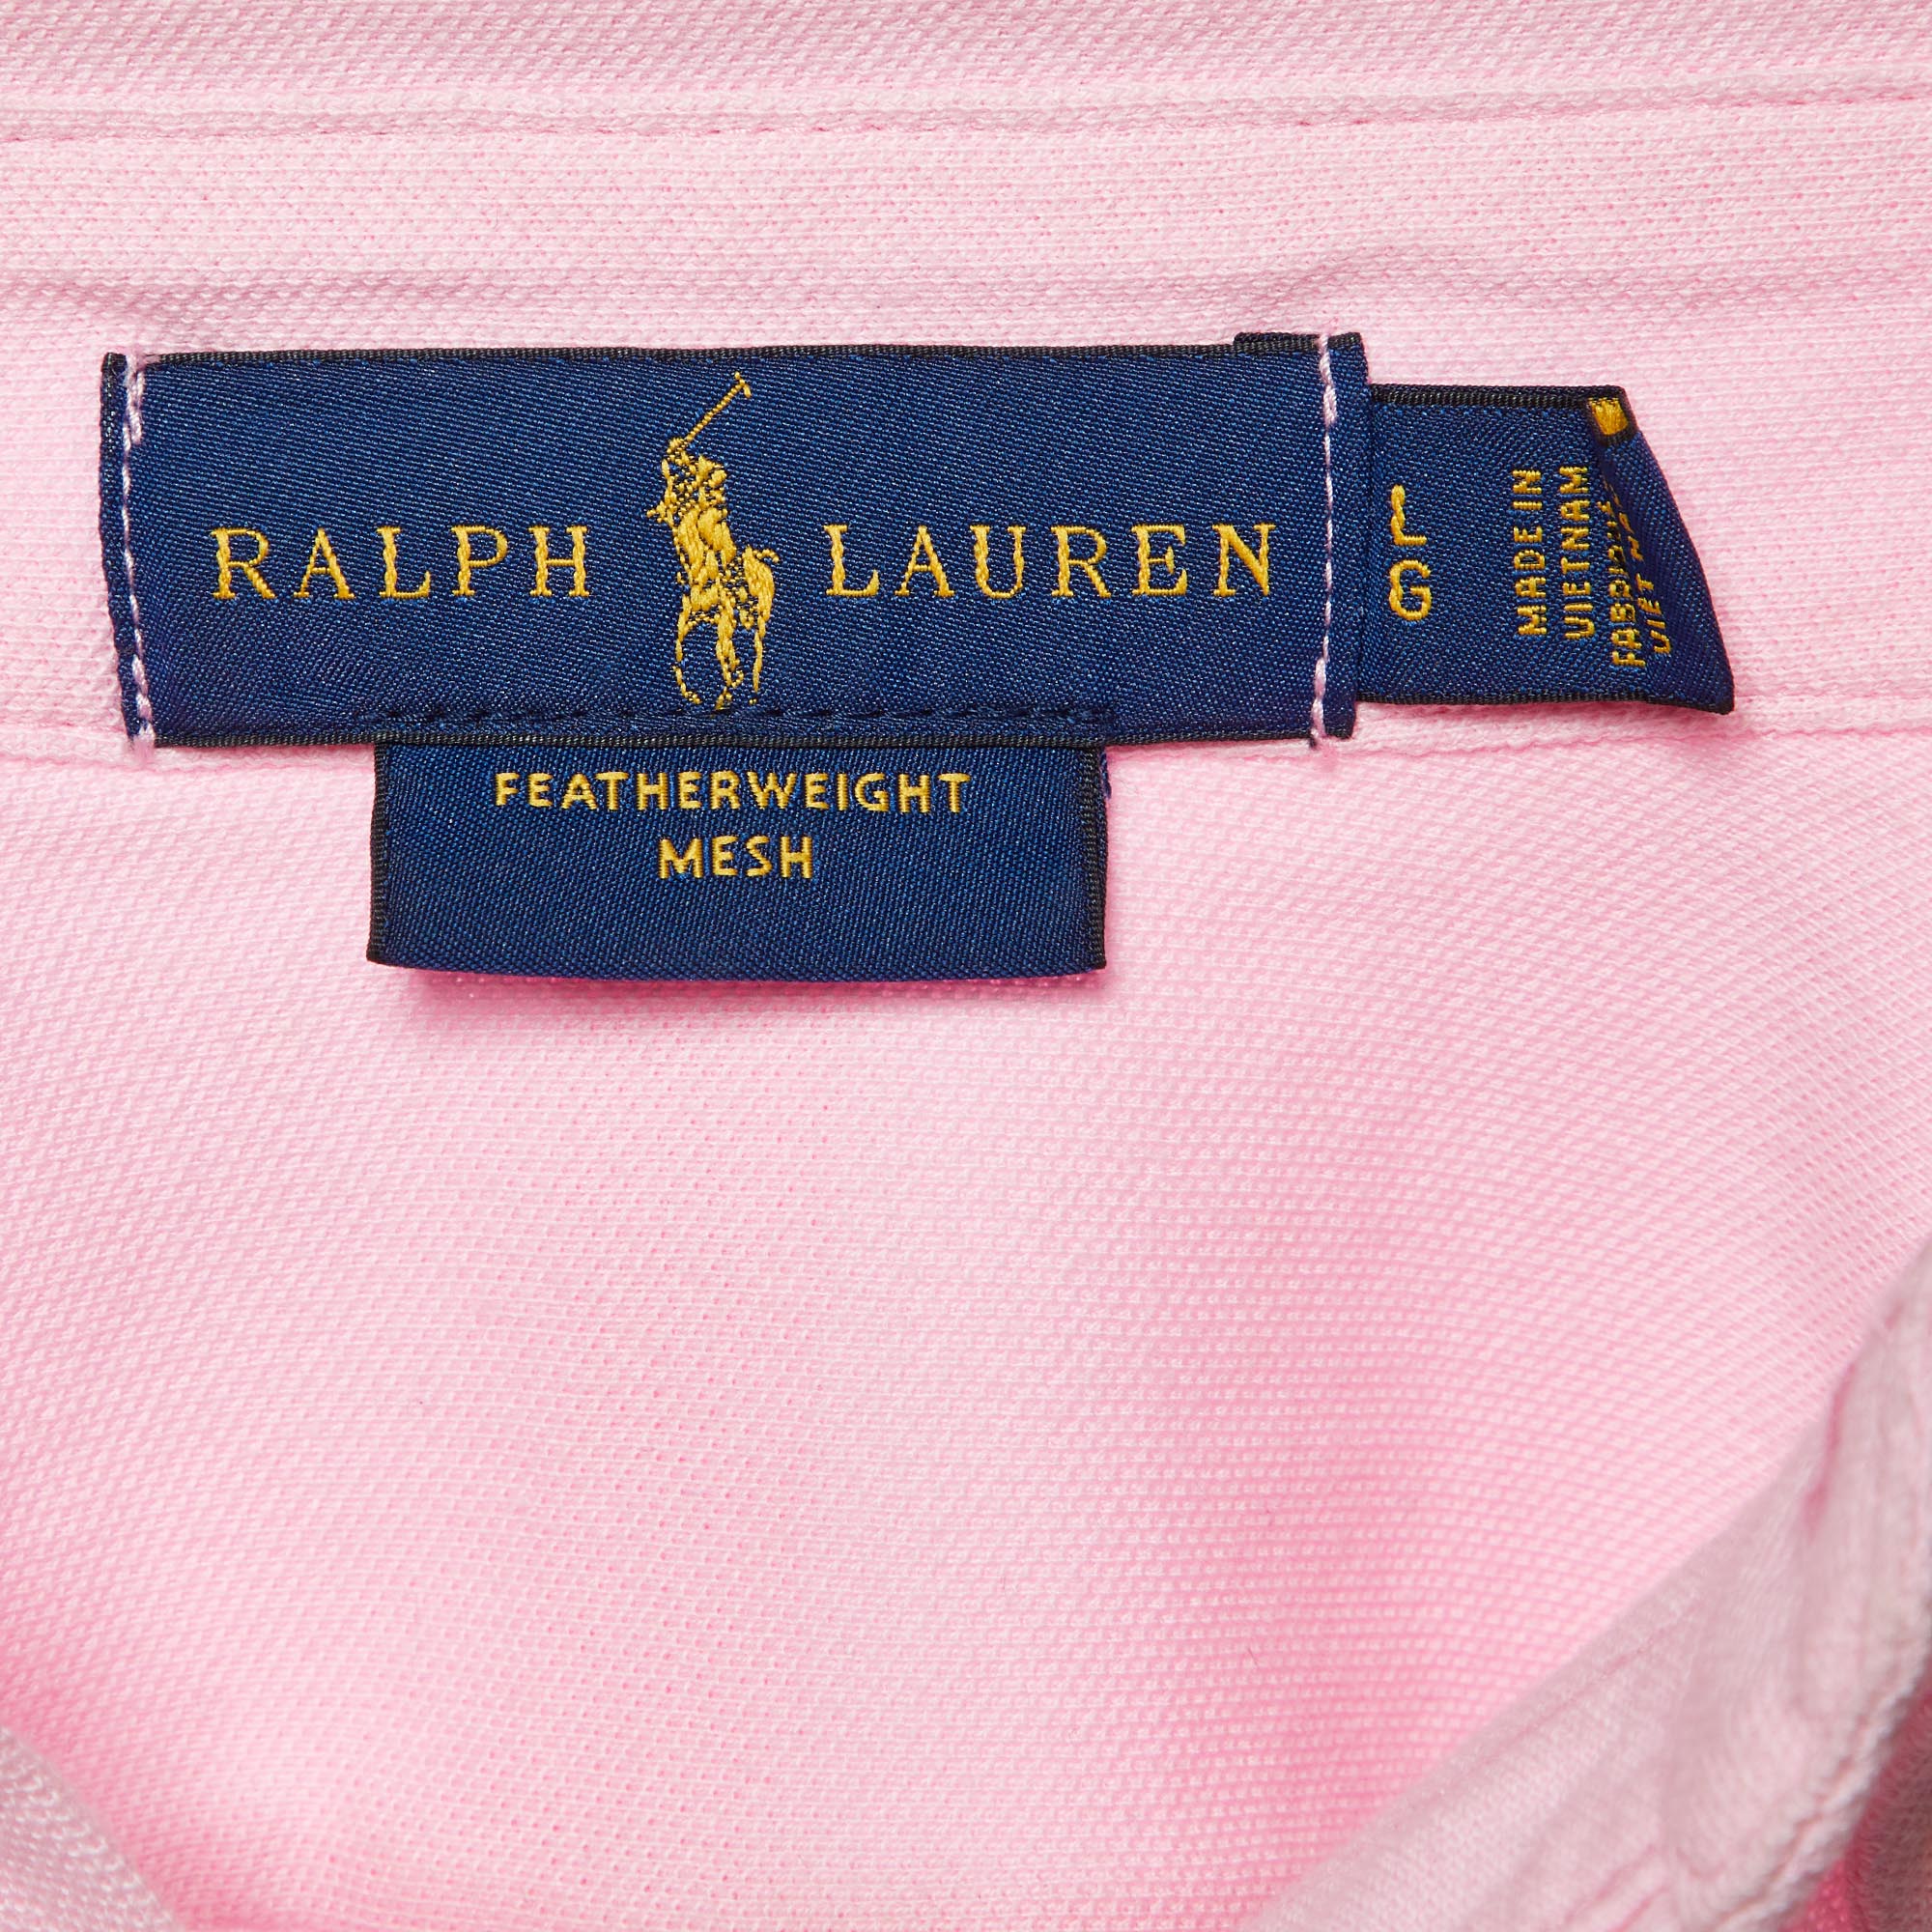 RALPH LAUREN
FEATHERWEIGHT
MESH
L
G
MADE IN
VIETNAM